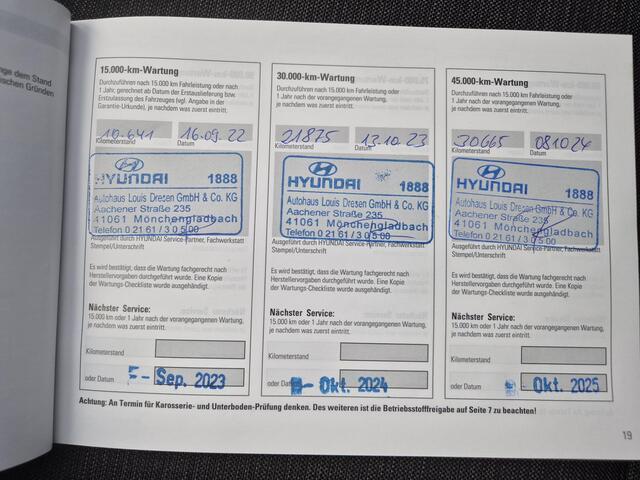 nge dem Stand
ischen Gründen
15.000-km-Wartung
Durchzuführen nach 15.000 km Fahrleistung oder nach
1 Jahr, gerechnet ab Datum der Erstauslieferung bzw.
Erstzulassung des Fahrzeuges (vgl. Angabe in der
Garantie-Urkunde), je nachdem was zuerst eintritt.
10.641 16.09.22
Kilometerstand Datum
HYUNDAI 1888
Autohaus Louis Dresen GmbH & Co. KG
Aachener Straße 235
41061 Mönchengladbach
Telefon 0 21 61 / 3 0 5 00
Ausgeführt durch HYUNDAI Service-Partner, Fachwerkstatt
Stempel/Unterschrift
Es wird bestätigt, dass die Wartung fachgerecht nach
Herstellervorgaben durchgeführt wurde. Eine Kopie
der Wartungs-Checkliste wurde ausgehändigt.
Nächster Service:
15.000 km oder 1 Jahr nach der vorangegangenen Wartung,
je nachdem was zuerst eintritt.
Kilometerstand
oder Datum Sep. 2023
30.000-km-Wartung
Durchzuführen nach 15.000 km Fahrleistung oder
1 Jahr nach der vorangegangenen Wartung,
je nachdem was zuerst eintritt.
21875 13.10.23
Kilometerstand Datum
HYUNDAI 1888
Autohaus Louis Dresen GmbH & Co. KG
Aachener Straße 235
41061 Mönchengladbach
Telefon 0 21 61 / 3 0 5 00
Ausgeführt durch HYUNDAI Service-Partner, Fachwerkstatt
Stempel/Unterschrift
Es wird bestätigt, dass die Wartung fachgerecht nach
Herstellervorgaben durchgeführt wurde. Eine Kopie
der Wartungs-Checkliste wurde ausgehändigt.
Nächster Service:
15.000 km oder 1 Jahr nach der vorangegangenen Wartung,
je nachdem was zuerst eintritt.
Kilometerstand
oder Datum Okt. 2024
45.000-km-Wartung
Durchzuführen nach 15.000 km Fahrleistung oder
1 Jahr nach der vorangegangenen Wartung,
je nachdem was zuerst eintritt.
30665 081024
Kilometerstand Datum
HYUNDAI 1888
Autohaus Louis Dresen GmbH & Co. KG
Aachener Straße 235
41061 Mönchengladbach
Telefon 0 21 61 / 3 0 5 00
Ausgeführt durch HYUNDAI Service-Partner, Fachwerkstatt
Stempel/Unterschrift
Es wird bestätigt, dass die Wartung fachgerecht nach
Herstellervorgaben durchgeführt wurde. Eine Kopie
der Wartungs-Checkliste wurde ausgehändigt.
Nächster Service:
15.000 km oder 1 Jahr nach der vorangegangenen Wartung,
je nachdem was zuerst eintritt.
Kilometerstand
oder Datum Okt. 2025
Achtung: An Termin für Karosserie- und Unterboden-Prüfung denken. Des weiteren ist die Betriebsstofffreigabe auf Seite 7 zu beachten!
19